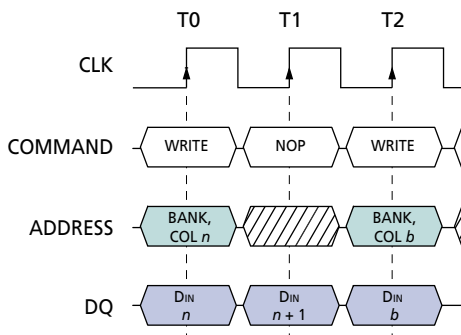 T0 T1 T2
CLK
COMMAND WRITE NOP WRITE
ADDRESS BANK, COL n BANK, COL b
DQ DIN n DIN n + 1 DIN b